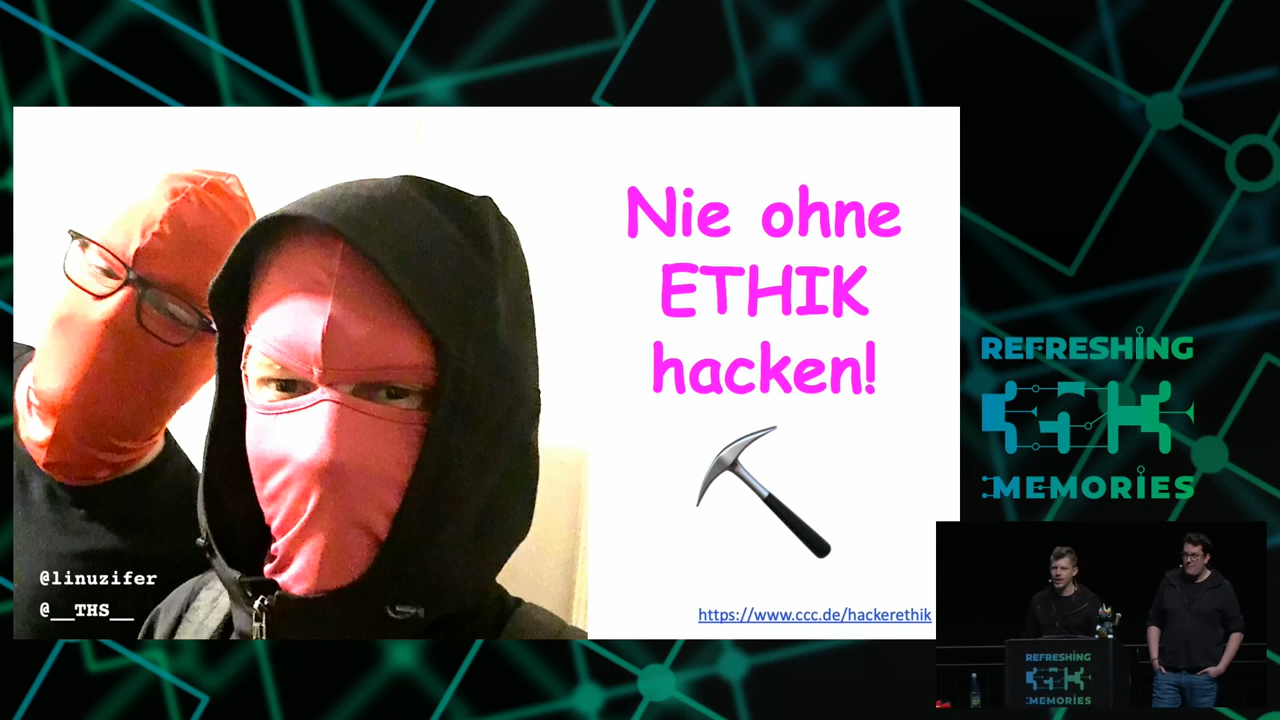 Nie ohne
ETHIK
hacken!
@linuzifer
@__THS__
https://www.ccc.de/hackerethik
REFRESHING
MEMORIES
REFRESHING
MEMORIES